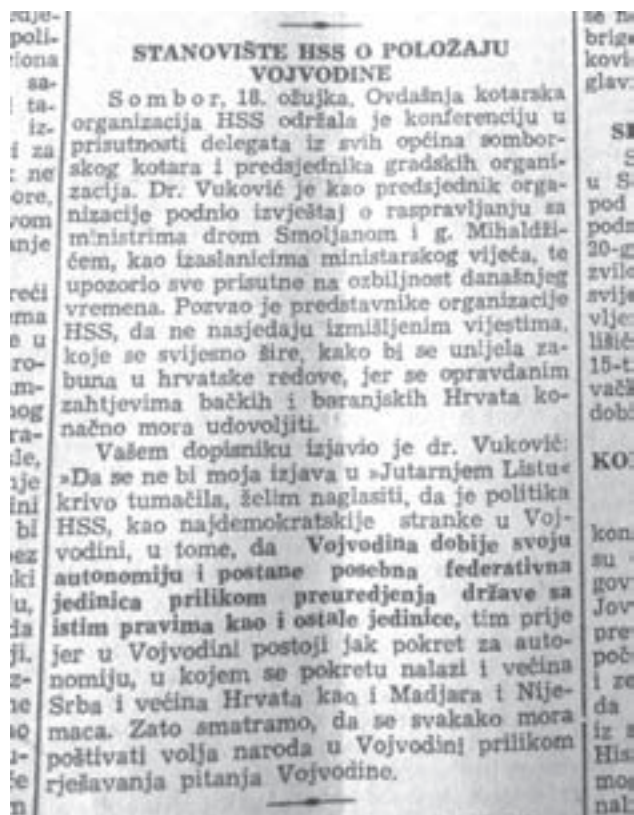 STANOVIŠTE HSS O POLOŽAJU
VOJVODINE
Sombor, 18. ožujka. Ovdašnja kotarska
organizacija HSS održala je konferenciju u
prisutnosti delegata iz svih općina sombor-
skog kotara i predsjednika gradskih organi-
zacija. Dr. Vuković je kao predsjednik orga-
nizacije podnio izvještaj o raspravljanju sa
ministrima drom Smoljanom i g. Mihaldži-
ćem, kao izaslanicima ministarskog vijeća, te
upozorio sve prisutne na ozbiljnost današnjeg
vremena. Pozvao je predstavnike organizacije
HSS, da ne nasjedaju izmišljenim vijestima,
koje se svijesno šire, kako bi se unijela za-
buna u hrvatske redove, jer se opravdanim
zahtjevima bačkih i baranjskih Hrvata ko-
načno mora udovoljiti.
Vašem dopisniku izjavio je dr. Vuković:
»Da se ne bi moja izjava u »Jutarnjem Listu«
krivo tumačila, želim naglasiti, da je politika
HSS, kao najdemokratskije stranke u Voj-
vodini, u tome, da Vojvodina dobije svoju
autonomiju i postane posebna federativna
jedinica prilikom preuredjenja države sa
istim pravima kao i ostale jedinice, tim prije
jer u Vojvodini postoji jak pokret za auto-
nomiju, u kojem se pokretu nalazi i većina
Srba i većina Hrvata kao i Madjara i Nije-
maca. Zato smatramo, da se svakako mora
poštivati volja naroda u Vojvodini prilikom
rješavanja pitanja Vojvodine.